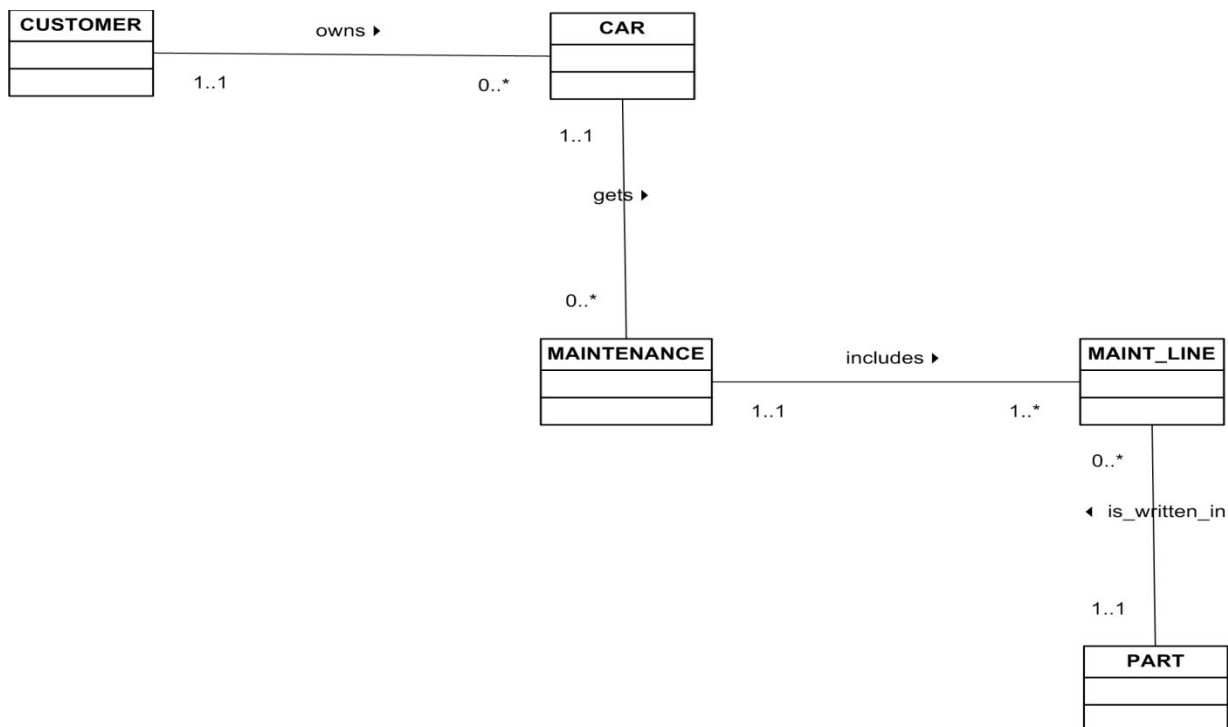 CUSTOMER
owns ▸
CAR
1..1
0..*
1..1
gets ▸
0..*
MAINTENANCE
includes ▸
MAINT_LINE
1..1
1..*
0..*
◂ is_written_in
1..1
PART